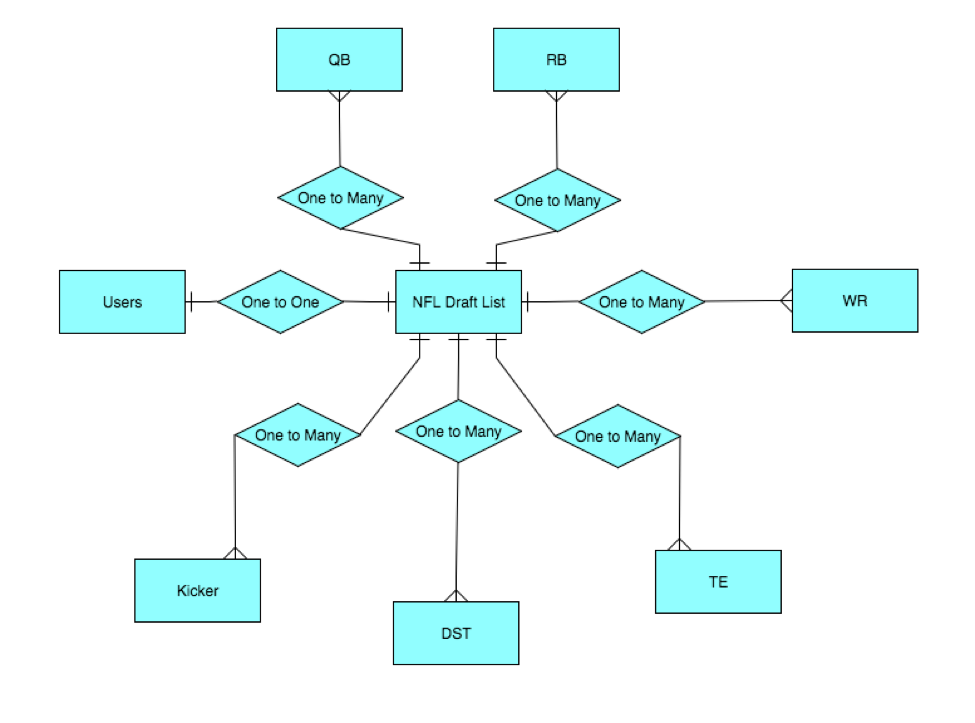 QB
RB
One to Many
One to Many
Users
One to One
NFL Draft List
One to Many
WR
One to Many
One to Many
One to Many
Kicker
DST
TE